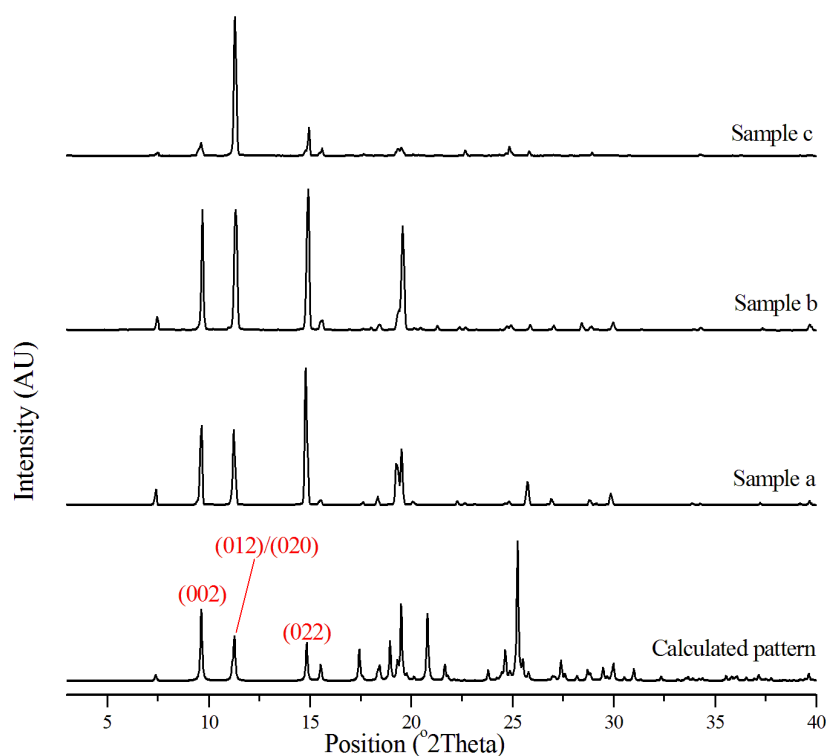 Sample c
Sample b
Sample a
(012)/(020)
(002)
(022)
Calculated pattern
Intensity (AU)
5 10 15 20 25 30 35 40
Position (°2Theta)